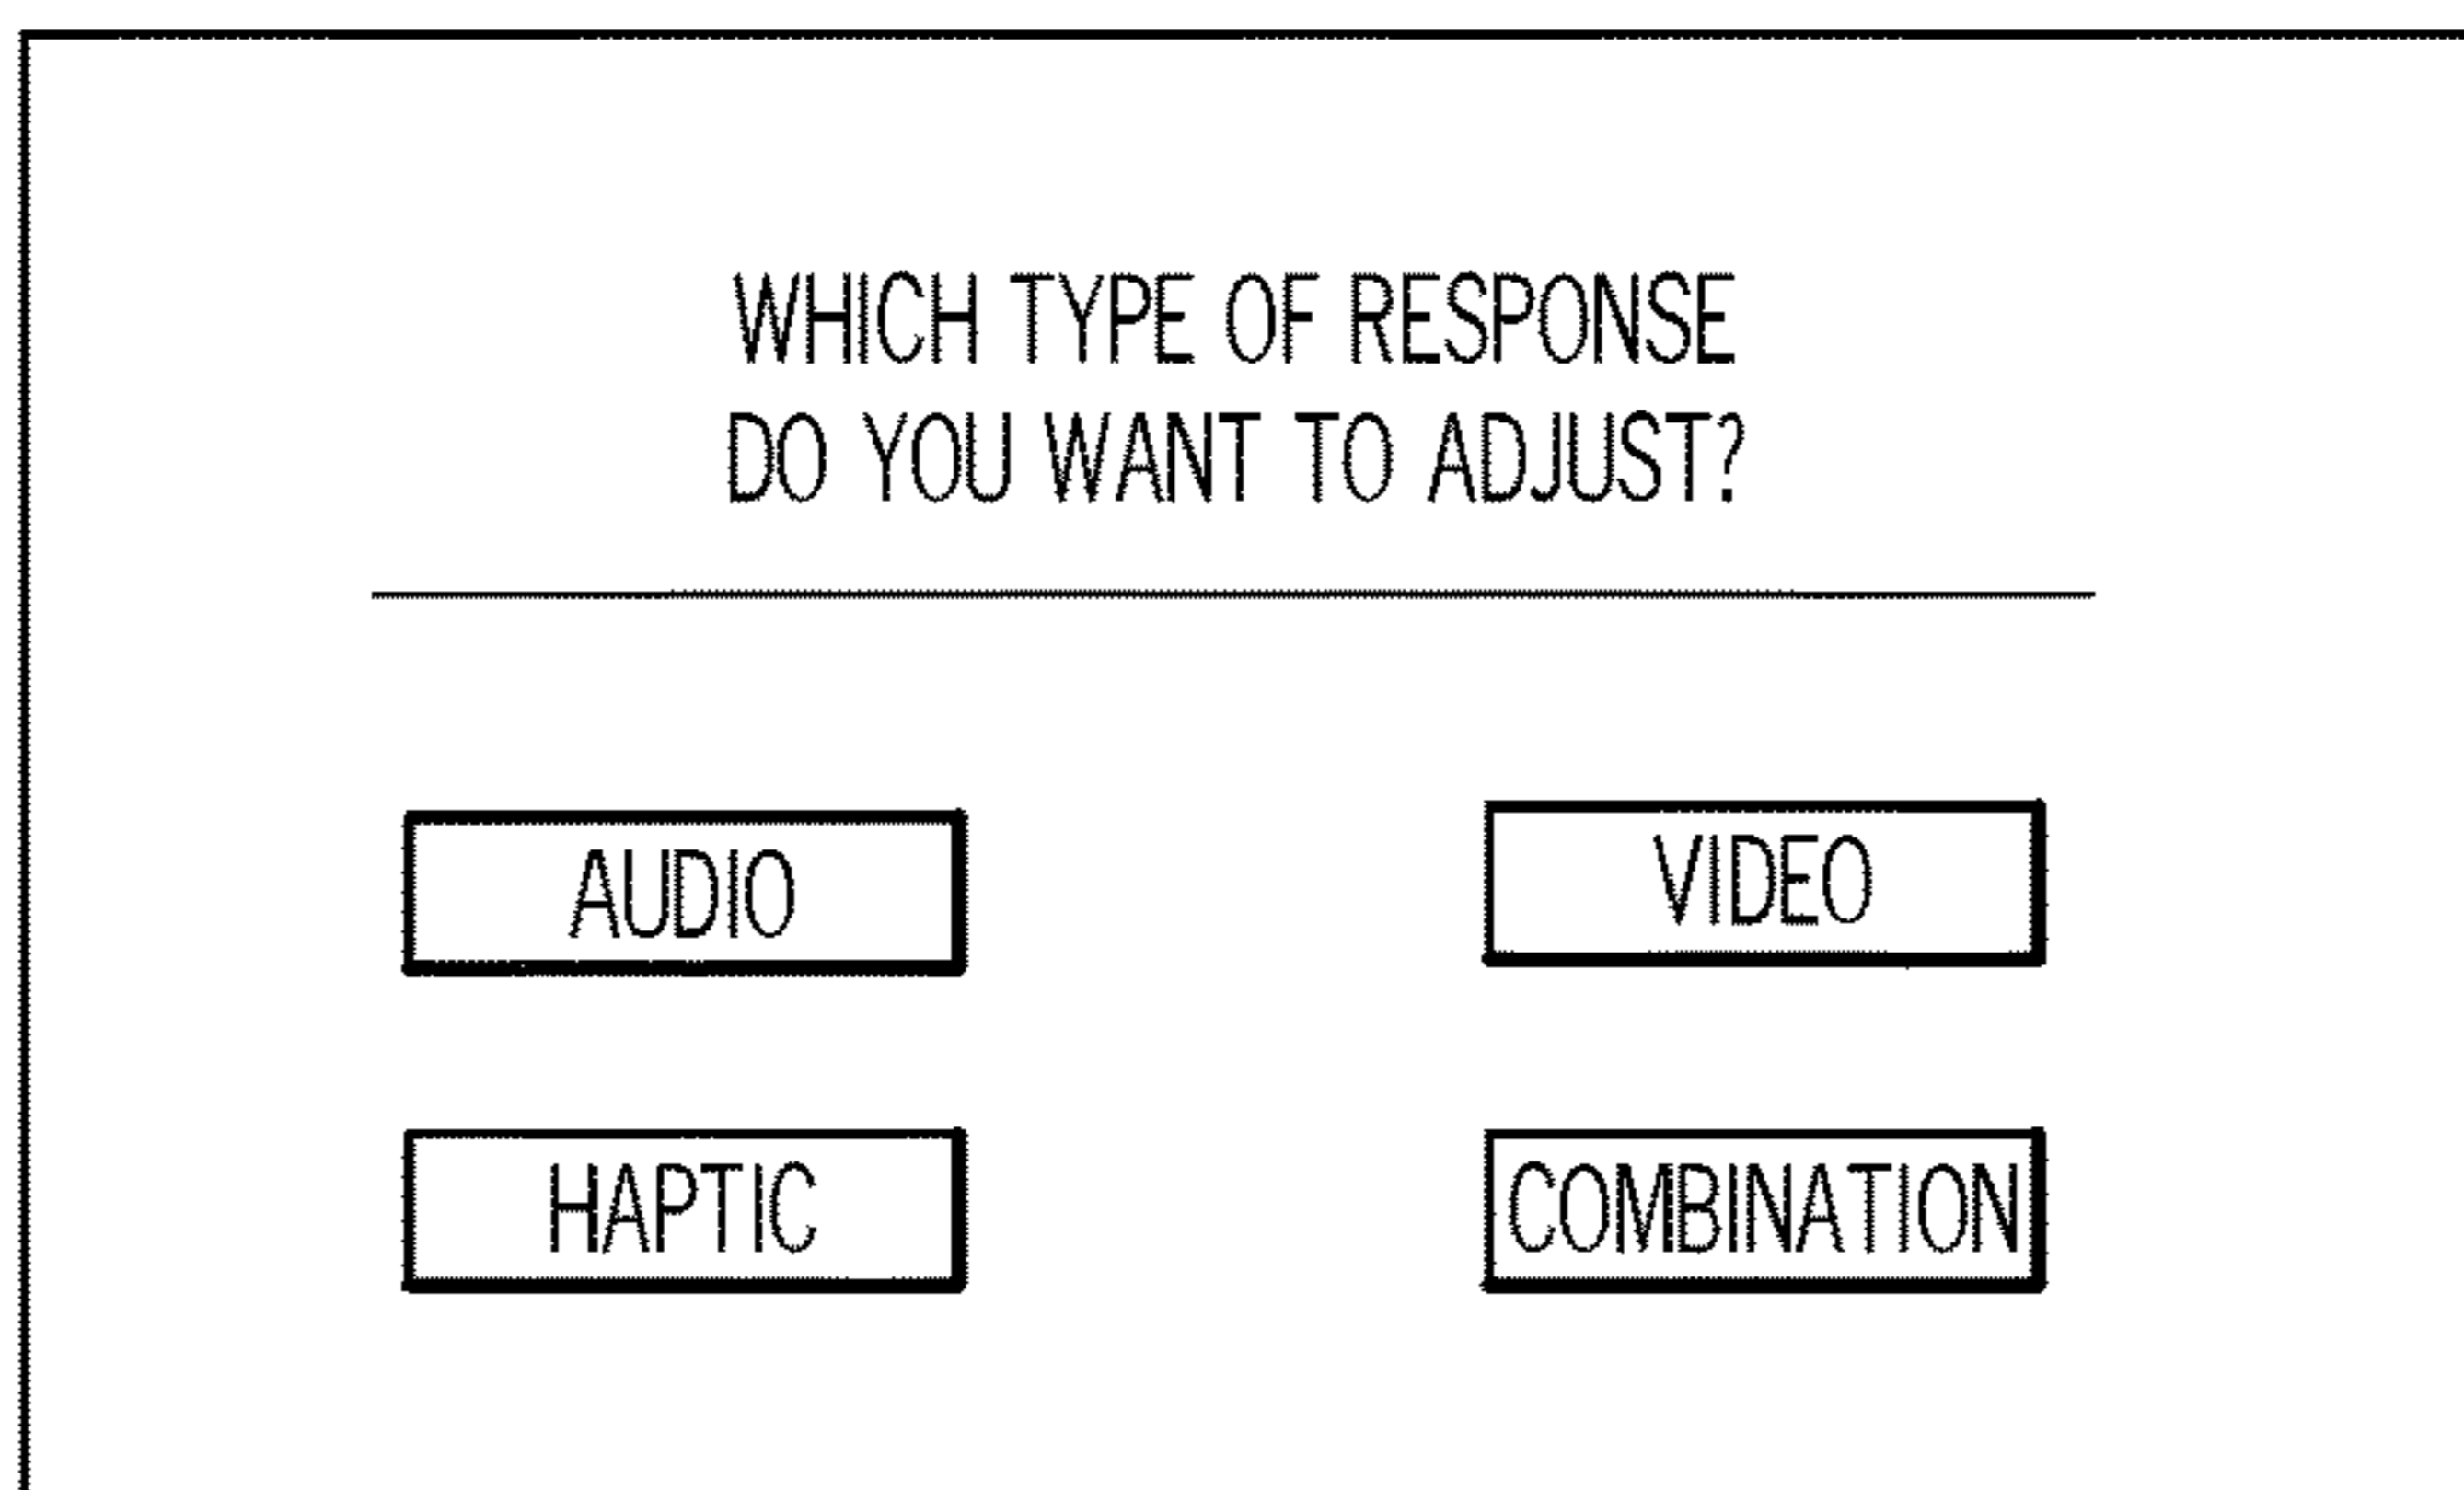 WHICH TYPE OF RESPONSE
DO YOU WANT TO ADJUST?
AUDIO
VIDEO
HAPTIC
COMBINATION